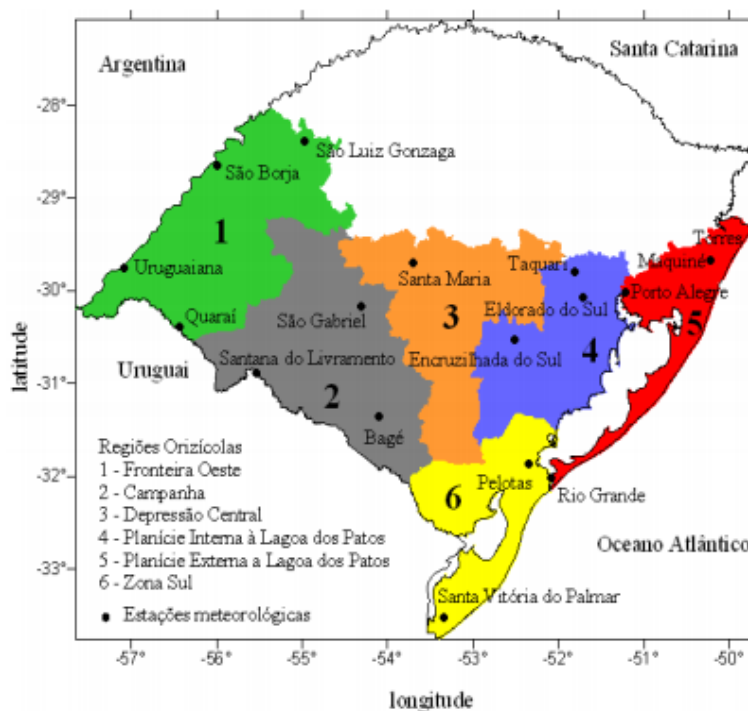 Argentina
Santa Catarina
-28°
São Luiz Gonzaga
São Borja
-29°
1
Torres
Uruguaiana
Santa Maria
Taquari
Maquiné
-30°
Porto Alegre
Quaraí
São Gabriel
3
Eldorado do Sul
5
latitude
Uruguai
Santana do Livramento
Encruzilhada do Sul
4
-31°
2
Bagé
Regiões Orizícolas
1 - Fronteira Oeste
-32°
2 - Campanha
6
Pelotas
Rio Grande
3 - Depressão Central
4 - Planície Interna à Lagoa dos Patos
Oceano Atlântico
5 - Planície Externa a Lagoa dos Patos
-33°
6 - Zona Sul
Estações meteorológicas
Santa Vitória do Palmar
-57° -56° -55° -54° -53° -52° -51° -50°
longitude